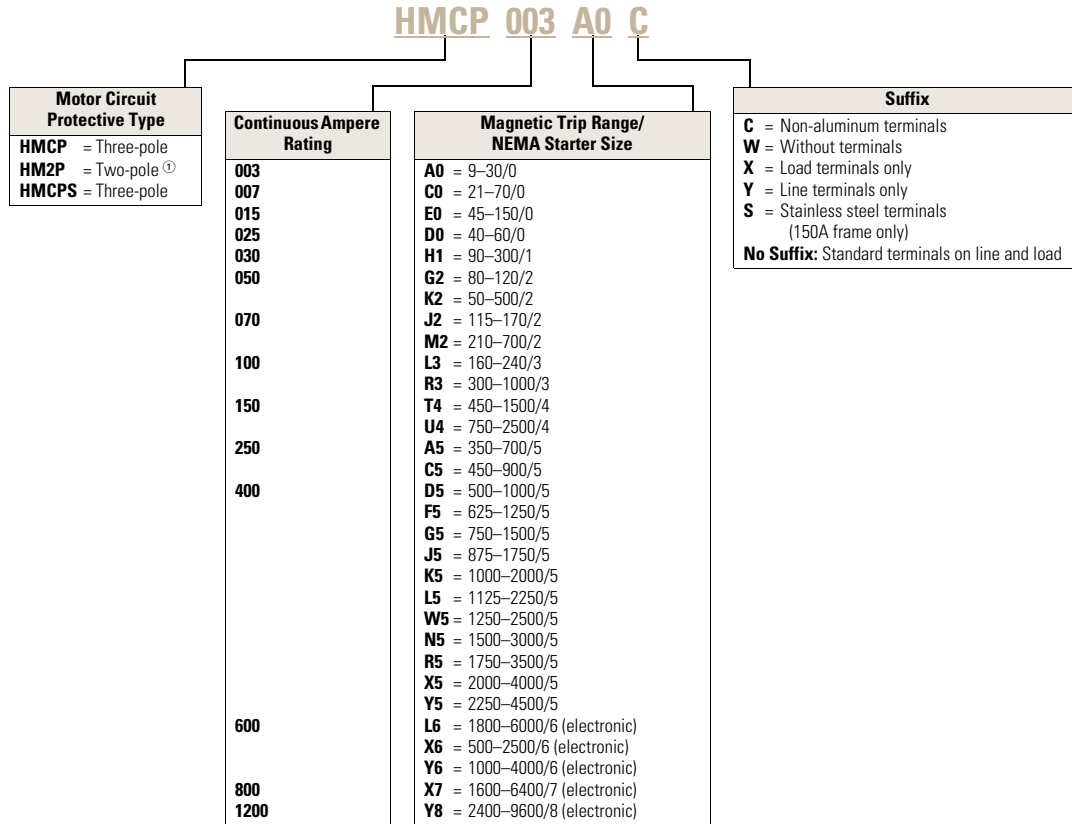 HMCP 003 A0 C
Motor Circuit
Protective Type
HMCP = Three-pole
HM2P = Two-pole ①
HMCPS = Three-pole
Continuous Ampere
Rating
003
007
015
025
030
050
070
100
150
250
400
600
800
1200
Magnetic Trip Range/
NEMA Starter Size
A0 = 9–30/0
C0 = 21–70/0
E0 = 45–150/0
D0 = 40–60/0
H1 = 90–300/1
G2 = 80–120/2
K2 = 50–500/2
J2 = 115–170/2
M2 = 210–700/2
L3 = 160–240/3
R3 = 300–1000/3
T4 = 450–1500/4
U4 = 750–2500/4
A5 = 350–700/5
C5 = 450–900/5
D5 = 500–1000/5
F5 = 625–1250/5
G5 = 750–1500/5
J5 = 875–1750/5
K5 = 1000–2000/5
L5 = 1125–2250/5
W5 = 1250–2500/5
N5 = 1500–3000/5
R5 = 1750–3500/5
X5 = 2000–4000/5
Y5 = 2250–4500/5
L6 = 1800–6000/6 (electronic)
X6 = 500–2500/6 (electronic)
Y6 = 1000–4000/6 (electronic)
X7 = 1600–6400/7 (electronic)
Y8 = 2400–9600/8 (electronic)
Suffix
C = Non-aluminum terminals
W = Without terminals
X = Load terminals only
Y = Line terminals only
S = Stainless steel terminals
(150A frame only)
No Suffix: Standard terminals on line and load